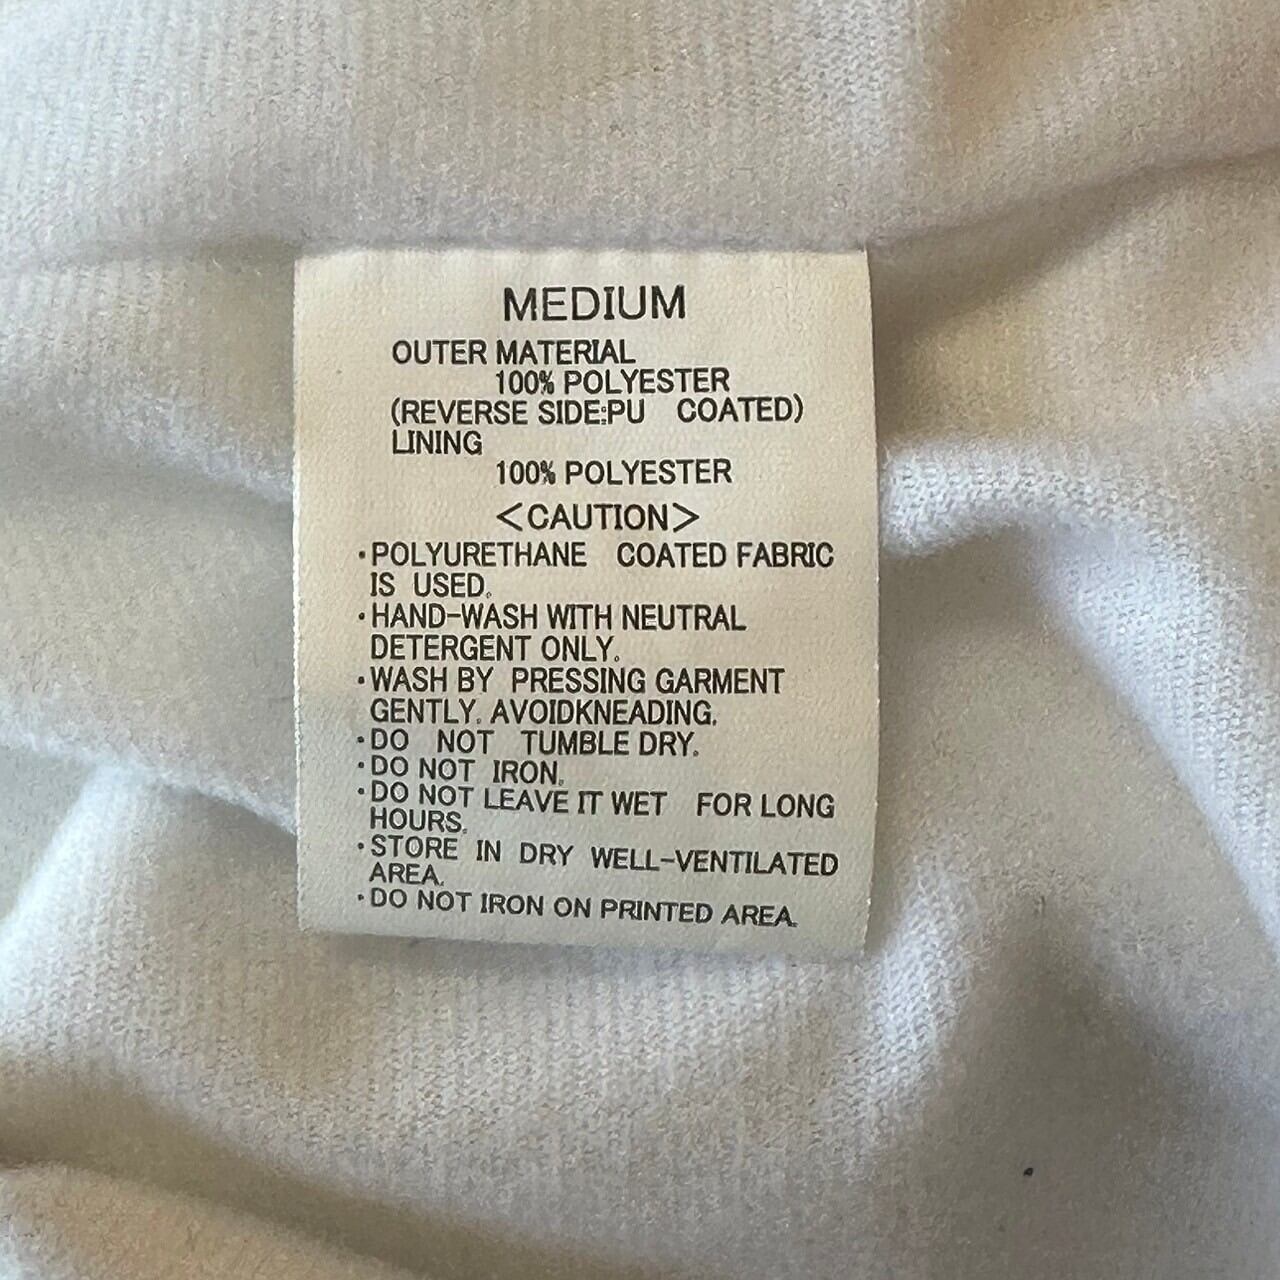 MEDIUM
OUTER MATERIAL
100% POLYESTER
(REVERSE SIDE:PU COATED)
LINING
100% POLYESTER
<CAUTION>
・POLYURETHANE COATED FABRIC
IS USED.
・HAND-WASH WITH NEUTRAL
DETERGENT ONLY.
・WASH BY PRESSING GARMENT
GENTLY. AVOIDKNEADING.
・DO NOT TUMBLE DRY.
・DO NOT IRON.
・DO NOT LEAVE IT WET FOR LONG
HOURS.
・STORE IN DRY WELL-VENTILATED
AREA.
・DO NOT IRON ON PRINTED AREA.